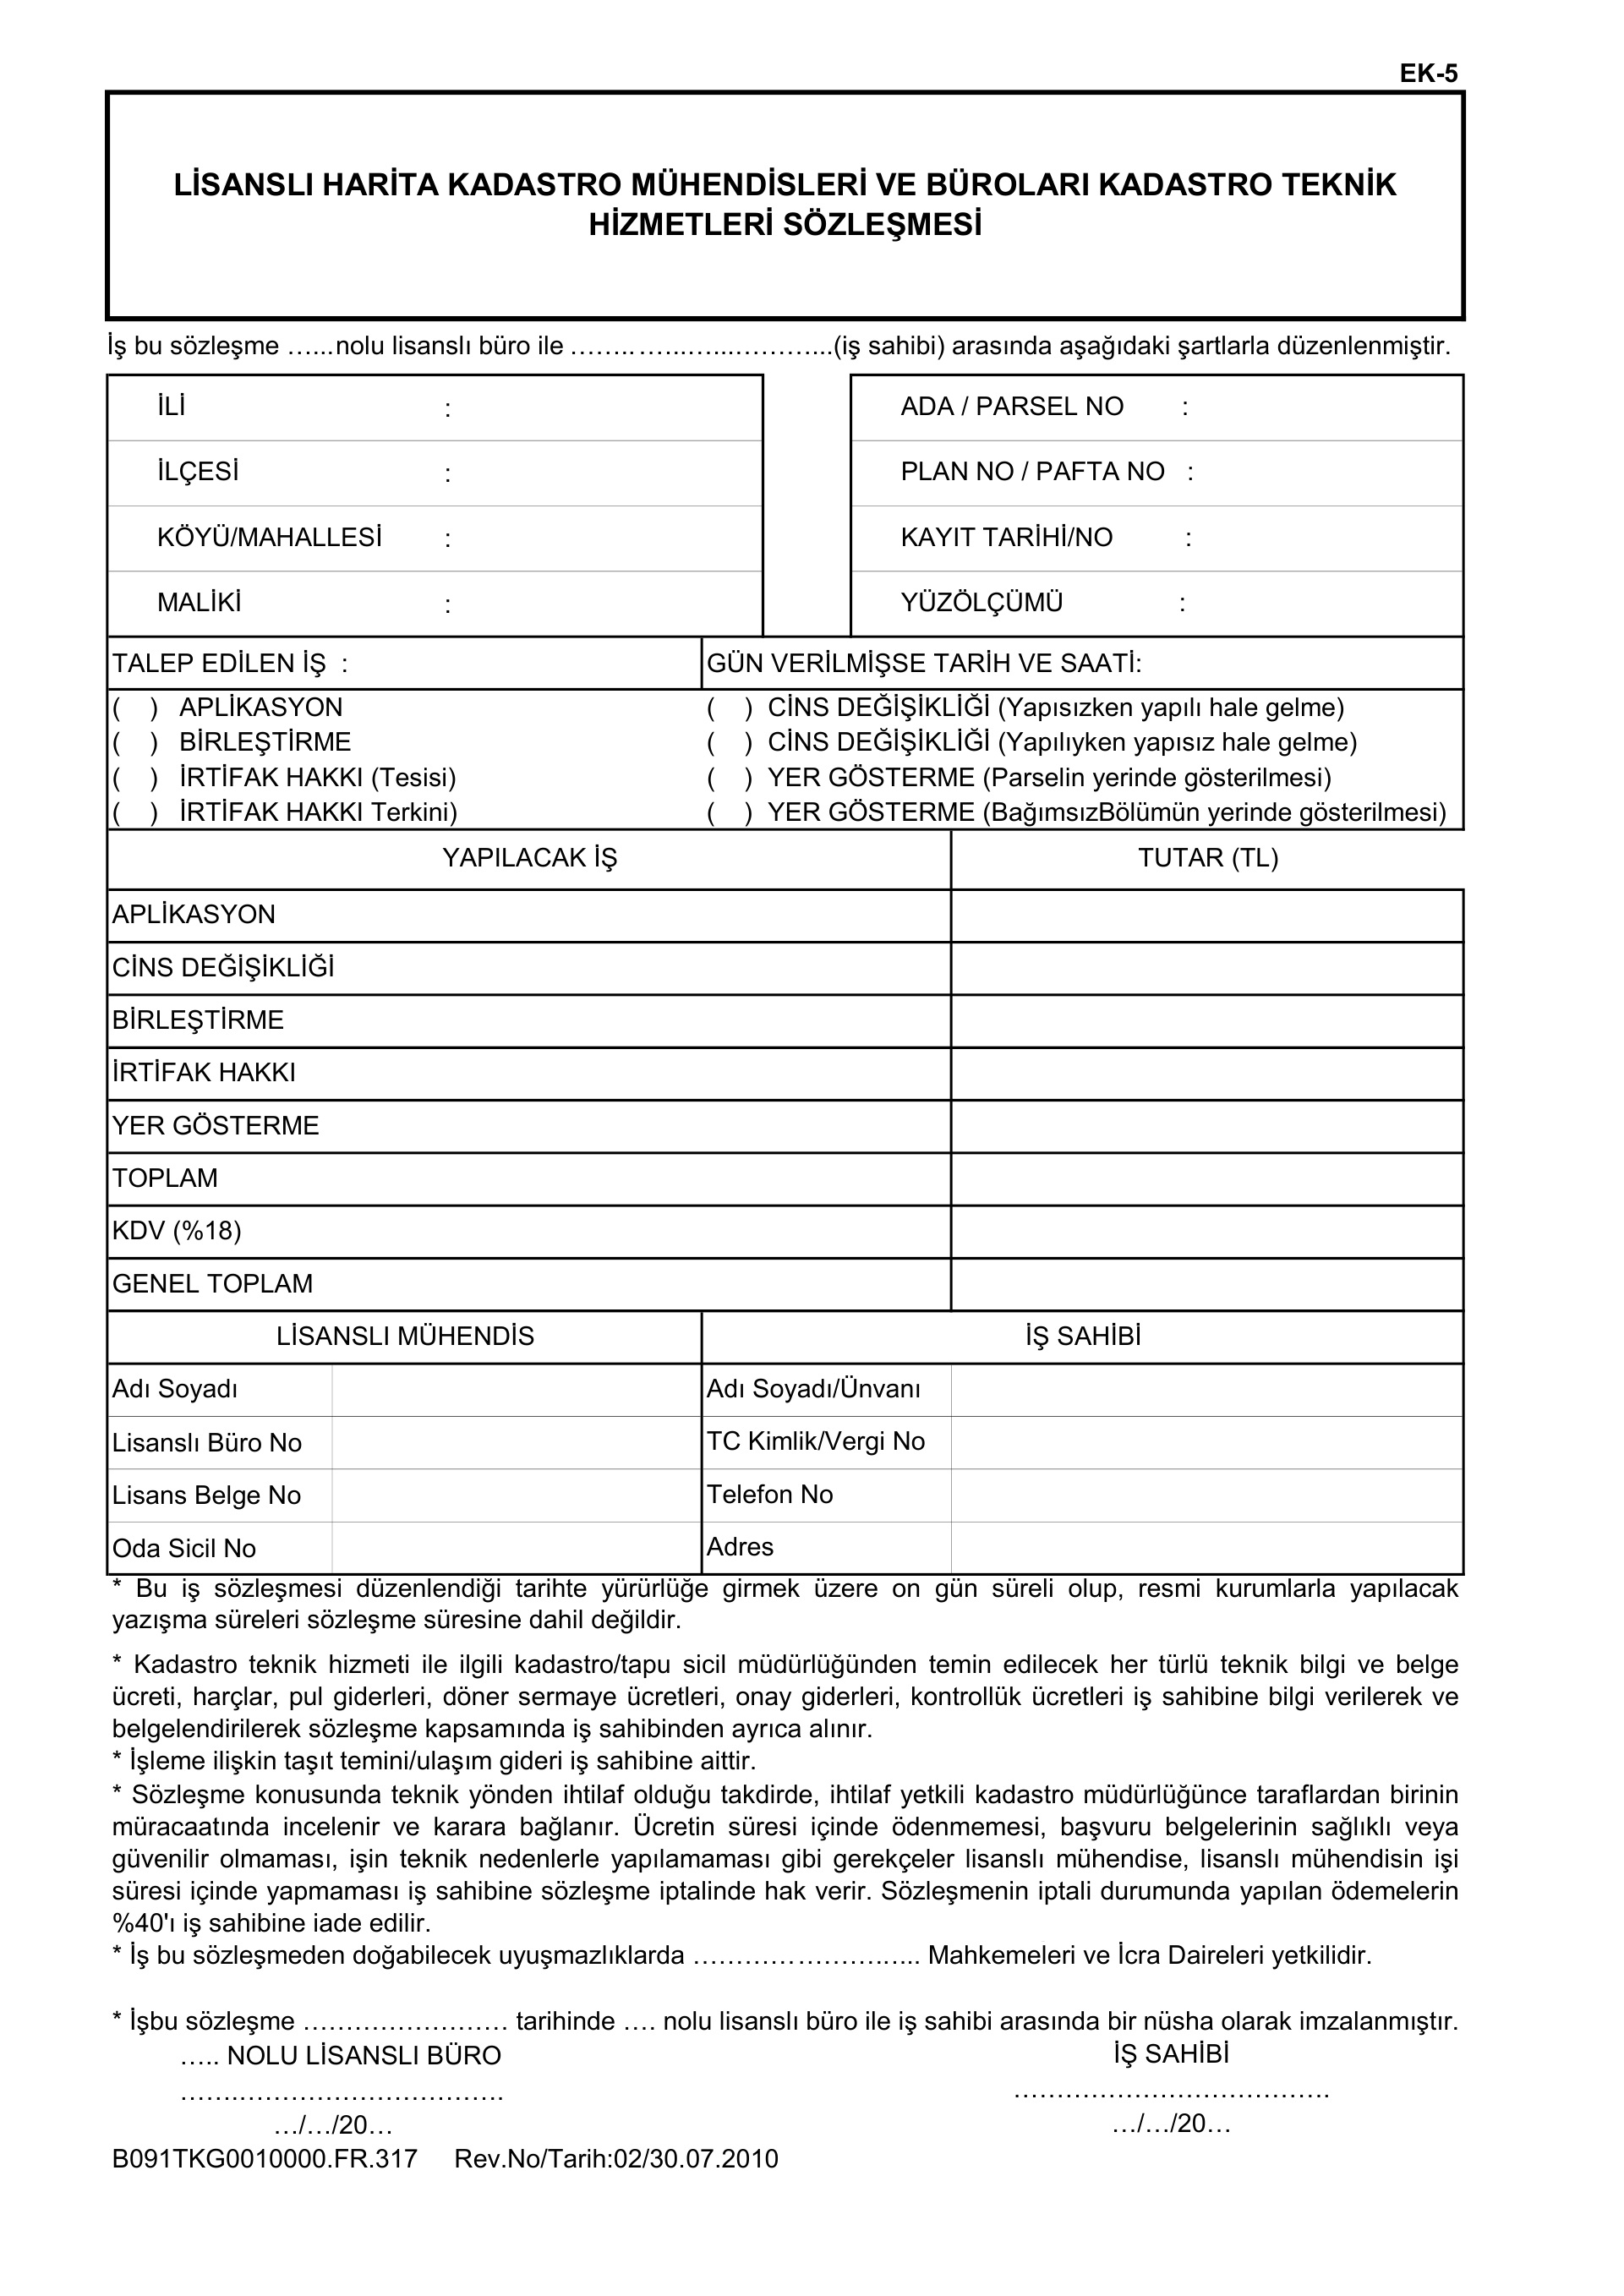 EK-5
LİSANSLI HARİTA KADASTRO MÜHENDİSLERİ VE BÜROLARI KADASTRO TEKNİK
HİZMETLERİ SÖZLEŞMESİ
İş bu sözleşme …...nolu lisanslı büro ile …….. …...…...………...(iş sahibi) arasında aşağıdaki şartlarla düzenlenmiştir.
İLİ :
ADA / PARSEL NO :
İLÇESİ :
PLAN NO / PAFTA NO :
KÖYÜ/MAHALLESİ :
KAYIT TARİHİ/NO :
MALİKİ :
YÜZÖLÇÜMÜ :
TALEP EDİLEN İŞ : GÜN VERİLMİŞSE TARİH VE SAATİ:
( ) APLİKASYON ( ) CİNS DEĞİŞİKLİĞİ (Yapısızken yapılı hale gelme)
( ) BİRLEŞTİRME ( ) CİNS DEĞİŞİKLİĞİ (Yapılıyken yapısız hale gelme)
( ) İRTİFAK HAKKI (Tesisi) ( ) YER GÖSTERME (Parselin yerinde gösterilmesi)
( ) İRTİFAK HAKKI Terkini) ( ) YER GÖSTERME (BağımsızBölümün yerinde gösterilmesi)
YAPILACAK İŞ TUTAR (TL)
APLİKASYON
CİNS DEĞİŞİKLİĞİ
BİRLEŞTİRME
İRTİFAK HAKKI
YER GÖSTERME
TOPLAM
KDV (%18)
GENEL TOPLAM
LİSANSLI MÜHENDİS İŞ SAHİBİ
Adı Soyadı Adı Soyadı/Ünvanı
Lisanslı Büro No TC Kimlik/Vergi No
Lisans Belge No Telefon No
Oda Sicil No Adres
* Bu iş sözleşmesi düzenlendiği tarihte yürürlüğe girmek üzere on gün süreli olup, resmi kurumlarla yapılacak
yazışma süreleri sözleşme süresine dahil değildir.
* Kadastro teknik hizmeti ile ilgili kadastro/tapu sicil müdürlüğünden temin edilecek her türlü teknik bilgi ve belge
ücreti, harçlar, pul giderleri, döner sermaye ücretleri, onay giderleri, kontrollük ücretleri iş sahibine bilgi verilerek ve
belgelendirilerek sözleşme kapsamında iş sahibinden ayrıca alınır.
* İşleme ilişkin taşıt temini/ulaşım gideri iş sahibine aittir.
* Sözleşme konusunda teknik yönden ihtilaf olduğu takdirde, ihtilaf yetkili kadastro müdürlüğünce taraflardan birinin
müracaatında incelenir ve karara bağlanır. Ücretin süresi içinde ödenmemesi, başvuru belgelerinin sağlıklı veya
güvenilir olmaması, işin teknik nedenlerle yapılamaması gibi gerekçeler lisanslı mühendise, lisanslı mühendisin işi
süresi içinde yapmaması iş sahibine sözleşme iptalinde hak verir. Sözleşmenin iptali durumunda yapılan ödemelerin
%40'ı iş sahibine iade edilir.
* İş bu sözleşmeden doğabilecek uyuşmazlıklarda ………………….….. Mahkemeleri ve İcra Daireleri yetkilidir.
* İşbu sözleşme …………………… tarihinde …. nolu lisanslı büro ile iş sahibi arasında bir nüsha olarak imzalanmıştır.
….. NOLU LİSANSLI BÜRO İŞ SAHİBİ
…….…………………………. ……………………………….
…/…/20… …/…/20…
B091TKG0010000.FR.317 Rev.No/Tarih:02/30.07.2010